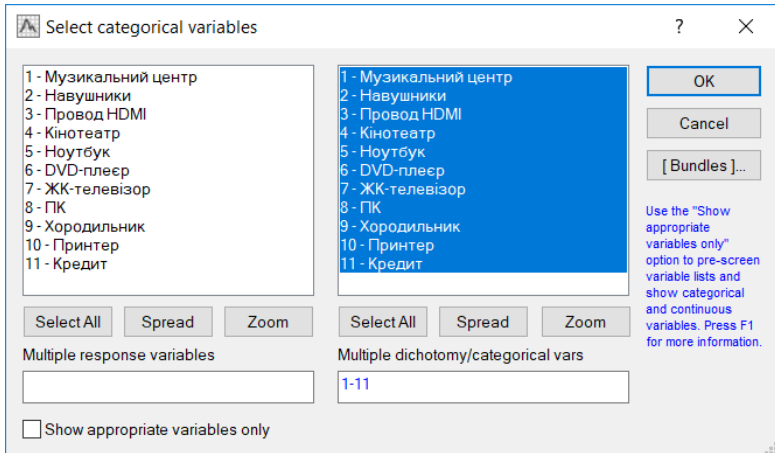 Select categorical variables
?
1 - Музикальний центр
2 - Навушники
3 - Провод HDMI
4 - Кінотеатр
5 - Ноутбук
6 - DVD-плеєр
7 - ЖК-телевізор
8 - ПК
9 - Хородильник
10 - Принтер
11 - Кредит
Select All
Spread
Zoom
Multiple response variables
Show appropriate variables only
1 - Музикальний центр
2 - Навушники
3 - Провод HDMI
4 - Кінотеатр
5 - Ноутбук
6 - DVD-плеєр
7 - ЖК-телевізор
8 - ПК
9 - Хородильник
10 - Принтер
11 - Кредит
Select All
Spread
Zoom
Multiple dichotomy/categorical vars
1-11
OK
Cancel
[ Bundles ]...
Use the "Show
appropriate
variables only"
option to pre-screen
variable lists and
show categorical
and continuous
variables. Press F1
for more information.